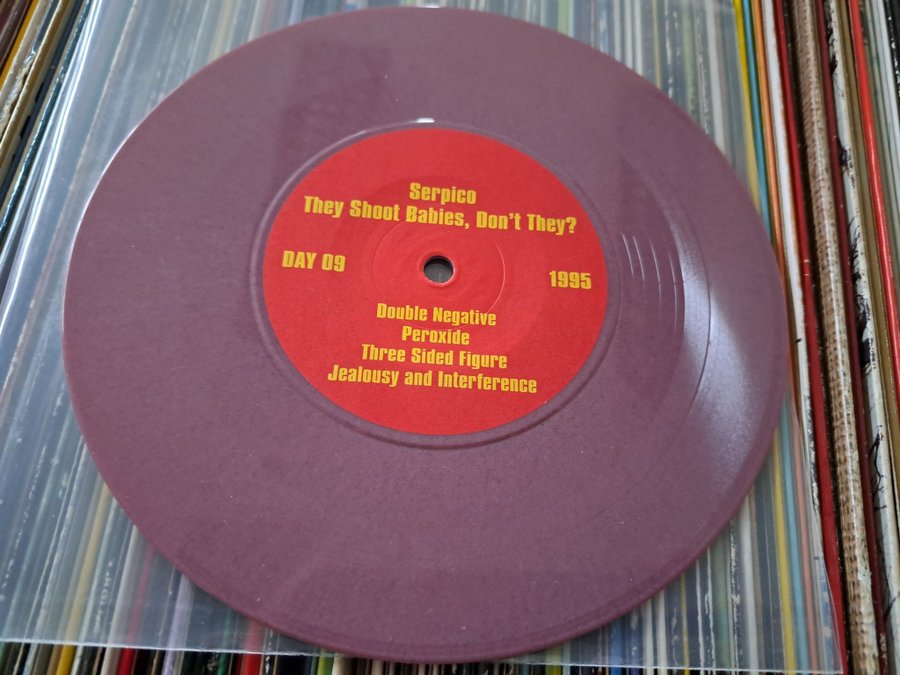 Serpico
They Shoot Babies, Don't They?
DAY 09
1995
Double Negative
Peroxide
Three Sided Figure
Jealousy and Interference